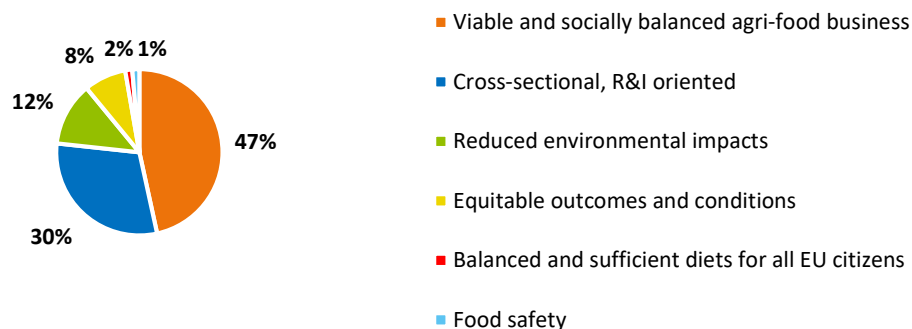 Viable and socially balanced agri-food business
2% 1%
8%
Cross-sectional, R&I oriented
12%
47%
Reduced environmental impacts
Equitable outcomes and conditions
30%
Balanced and sufficient diets for all EU citizens
Food safety